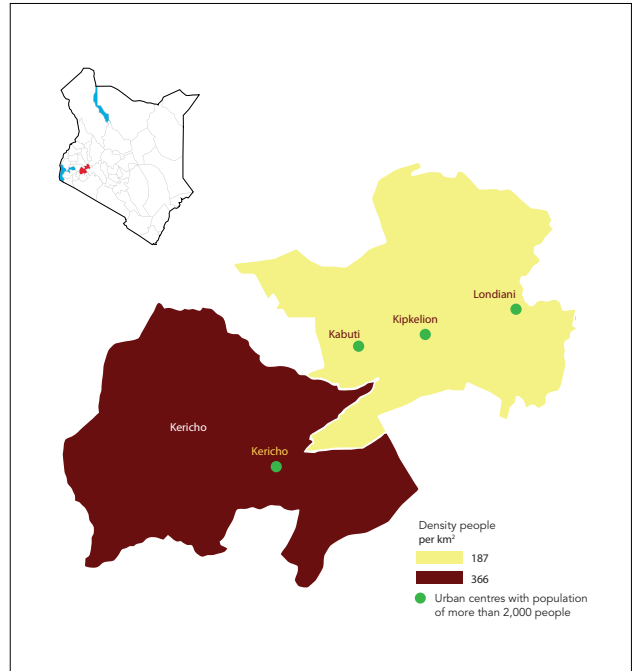 Londiani
Kipkelion
Kabuti
Kericho
Kericho
Density people
per km²
187
366
Urban centres with population
of more than 2,000 people